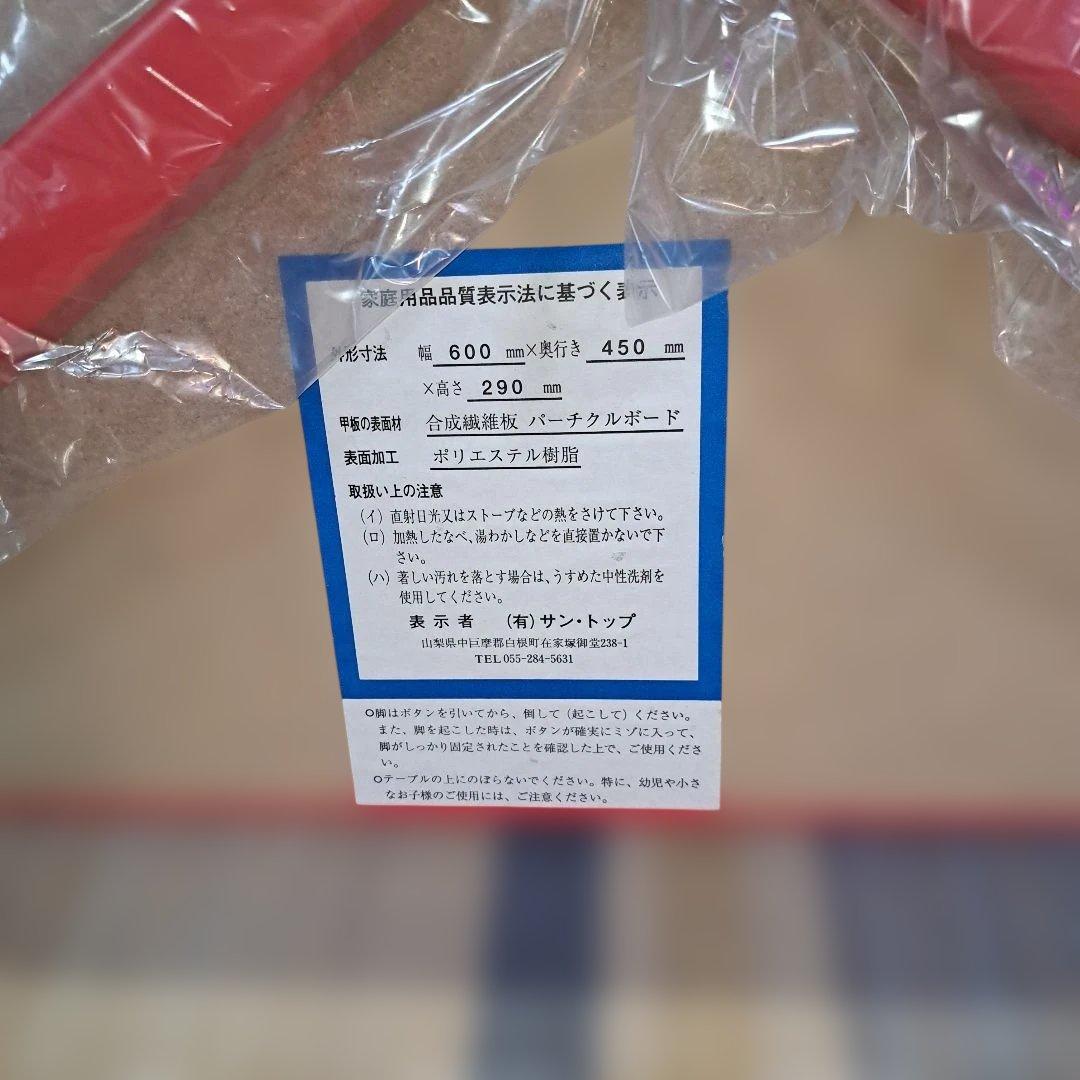 家庭用品品質表示法に基づく表示
外形寸法 幅 600 mm×奥行き 450 mm
×高さ 290 mm
甲板の表面材 合成繊維板 パーチクルボード
表面加工 ポリエステル樹脂
取扱い上の注意
(イ) 直射日光又はストーブなどの熱をさけて下さい。
(ロ) 加熱したなべ、湯わかしなどを直接置かないで下
さい。
(ハ) 著しい汚れを落とす場合は、うすめた中性洗剤を
使用してください。
表示者 (有)サン・トップ
山梨県中巨摩郡白根町在家塚御堂238-1
TEL 055-284-5631
○脚はボタンを引いてから、倒して(起こして)ください。
また、脚を起こした時は、ボタンが確実にミゾに入って、
脚がしっかり固定されたことを確認した上で、ご使用くださ
い。
○テーブルの上にのぼらないでください。特に、幼児や小さ
なお子様のご使用には、ご注意ください。